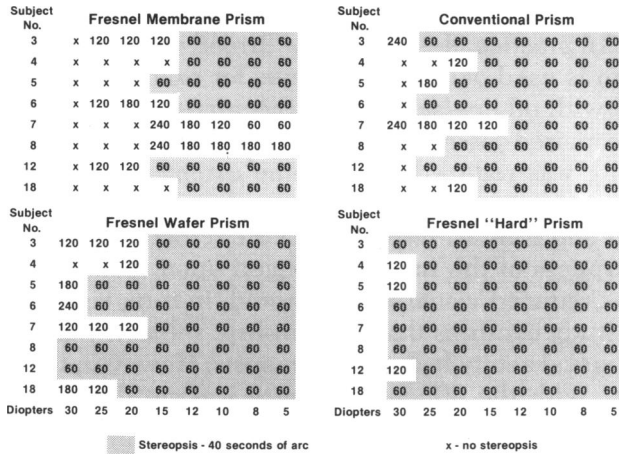 Subject No. Fresnel Membrane Prism
3 x 120 120 120 60 60 60 60
4 x x x x 60 60 60 60
5 x x x 60 60 60 60 60
6 x 120 180 120 60 60 60 60
7 x x x 240 180 120 60 60
8 x x x 240 180 180 180 180
12 x 120 120 60 60 60 60 60
18 x x x x 60 60 60 60
Subject No. Conventional Prism
3 240 60 60 60 60 60 60 60
4 x x 120 60 60 60 60 60
5 x 180 60 60 60 60 60 60
6 x 60 60 60 60 60 60 60
7 240 180 120 120 60 60 60 60
8 x x 60 60 60 60 60 60
12 x 60 60 60 60 60 60 60
18 x x 120 60 60 60 60 60
Subject No. Fresnel Wafer Prism
3 120 120 120 60 60 60 60 60
4 x x 120 60 60 60 60 60
5 180 60 60 60 60 60 60 60
6 240 60 60 60 60 60 60 60
7 120 120 120 60 60 60 60 60
8 60 60 60 60 60 60 60 60
12 60 60 60 60 60 60 60 60
18 180 120 60 60 60 60 60 60
Diopters 30 25 20 15 12 10 8 5
Subject No. Fresnel "Hard" Prism
3 60 60 60 60 60 60 60 60
4 120 60 60 60 60 60 60 60
5 120 60 60 60 60 60 60 60
6 60 60 60 60 60 60 60 60
7 60 60 60 60 60 60 60 60
8 60 60 60 60 60 60 60 60
12 120 60 60 60 60 60 60 60
18 60 60 60 60 60 60 60 60
Diopters 30 25 20 15 12 10 8 5
Stereopsis - 40 seconds of arc
x - no stereopsis